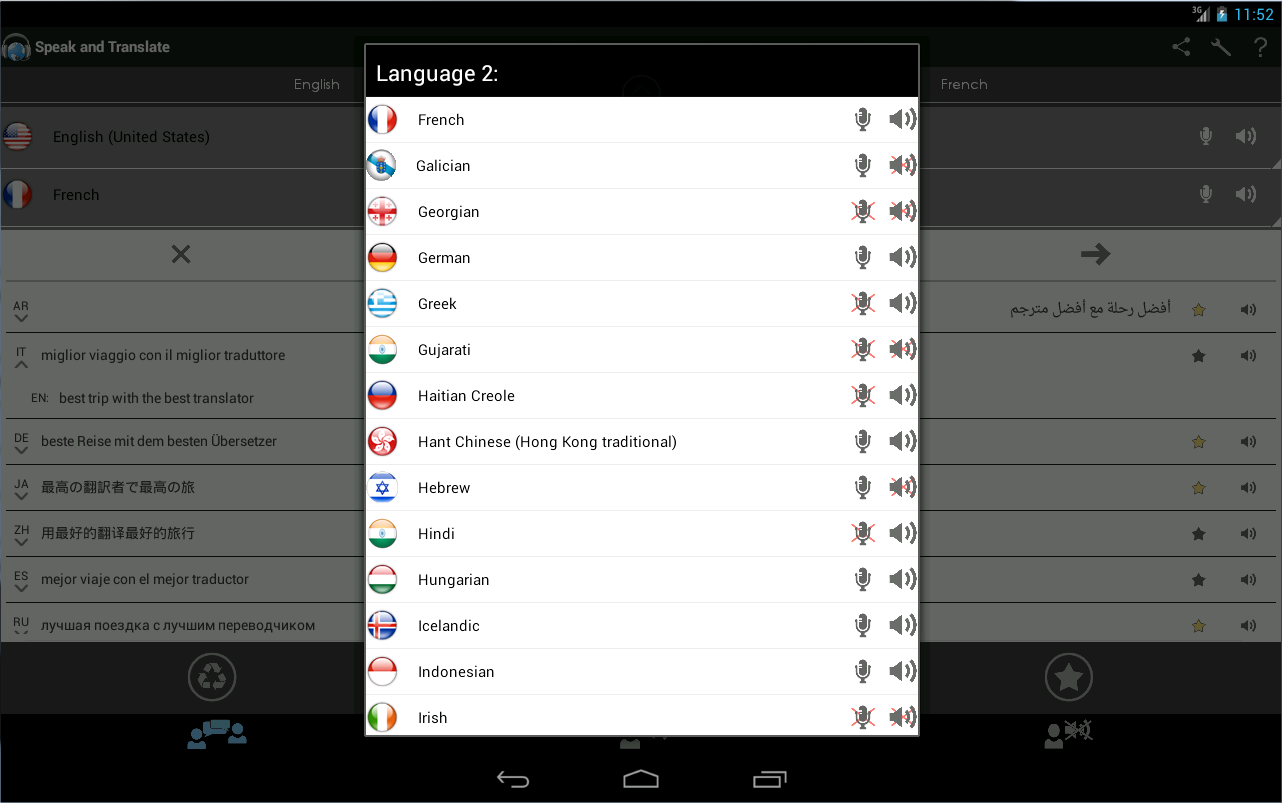 3G 11:52
Speak and Translate ?
English French
English (United States)
French
AR أفضل رحلة مع أفضل مترجم
IT miglior viaggio con il miglior traduttore
EN: best trip with the best translator
DE beste Reise mit dem besten Übersetzer
JA 最高の翻訳者で最高の旅
ZH 用最好的翻译最好的旅行
ES mejor viaje con el mejor traductor
RU лучшая поездка с лучшим переводчиком
Language 2:
French
Galician
Georgian
German
Greek
Gujarati
Haitian Creole
Hant Chinese (Hong Kong traditional)
Hebrew
Hindi
Hungarian
Icelandic
Indonesian
Irish